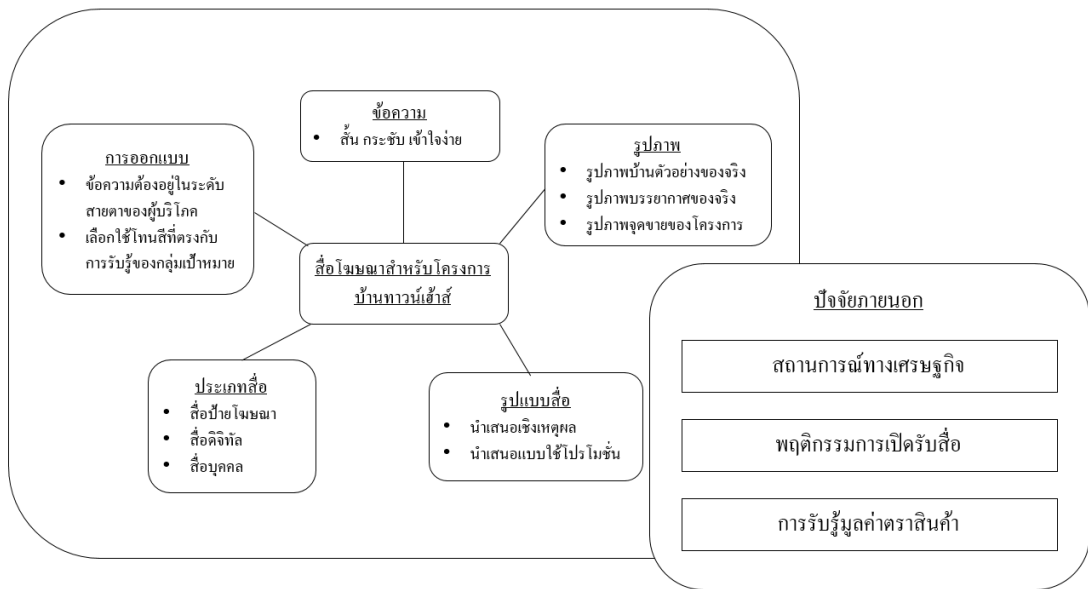 ข้อความ
• สั้น กระชับ เข้าใจง่าย
การออกแบบ
• ข้อความต้องอยู่ในระดับ
สายตาของผู้บริโภค
• เลือกใช้โทนสีที่ตรงกับ
การรับรู้ของกลุ่มเป้าหมาย
รูปภาพ
• รูปภาพบ้านตัวอย่างของจริง
• รูปภาพบรรยากาศของจริง
• รูปภาพจุดขายของโครงการ
สื่อโฆษณาสำหรับโครงการ
บ้านทาวน์เฮ้าส์
ประเภทสื่อ
• สื่อป้ายโฆษณา
• สื่อดิจิทัล
• สื่อบุคคล
รูปแบบสื่อ
• นำเสนอเชิงเหตุผล
• นำเสนอแบบใช้โปรโมชั่น
ปัจจัยภายนอก
สถานการณ์ทางเศรษฐกิจ
พฤติกรรมการเปิดรับสื่อ
การรับรู้มูลค่าตราสินค้า